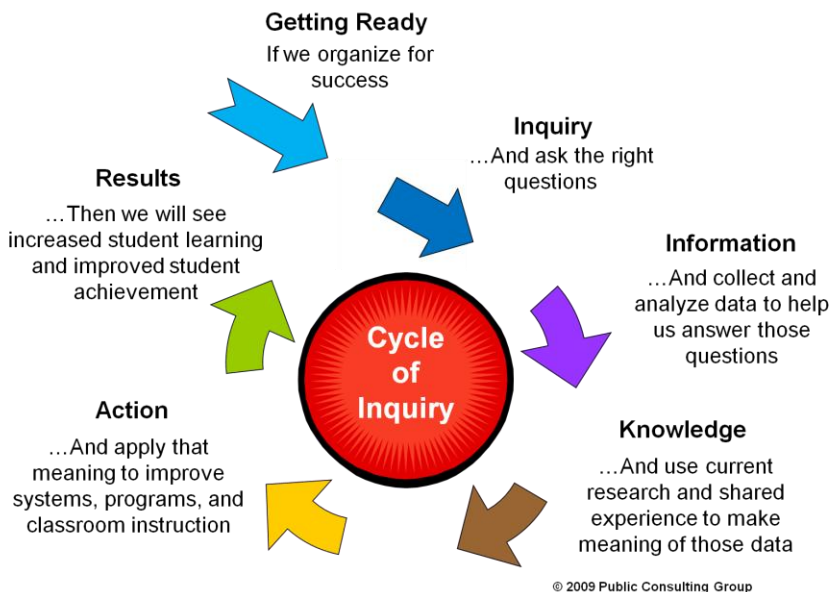 Getting Ready
If we organize for
success
Inquiry
…And ask the right
questions
Information
…And collect and
analyze data to help
us answer those
questions
Knowledge
…And use current
research and shared
experience to make
meaning of those data
Action
…And apply that
meaning to improve
systems, programs, and
classroom instruction
Results
…Then we will see
increased student learning
and improved student
achievement
Cycle
of
Inquiry
© 2009 Public Consulting Group